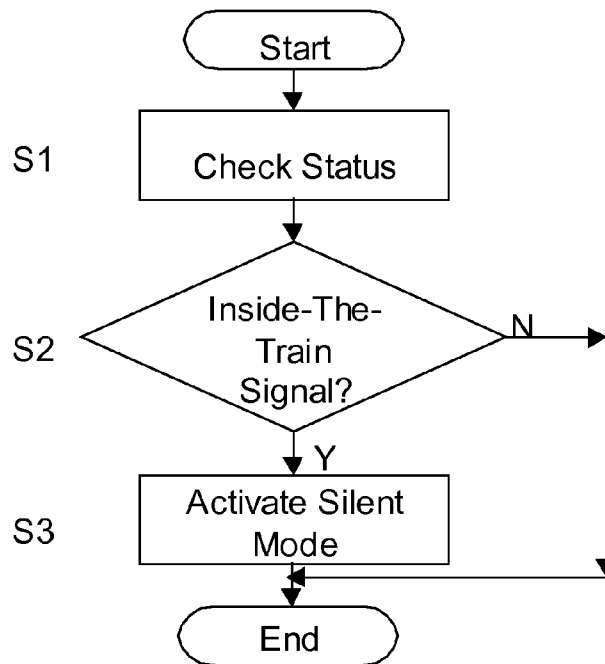 Start
S1
Check Status
S2
Inside-The-
Train
Signal?
N
Y
S3
Activate Silent
Mode
End